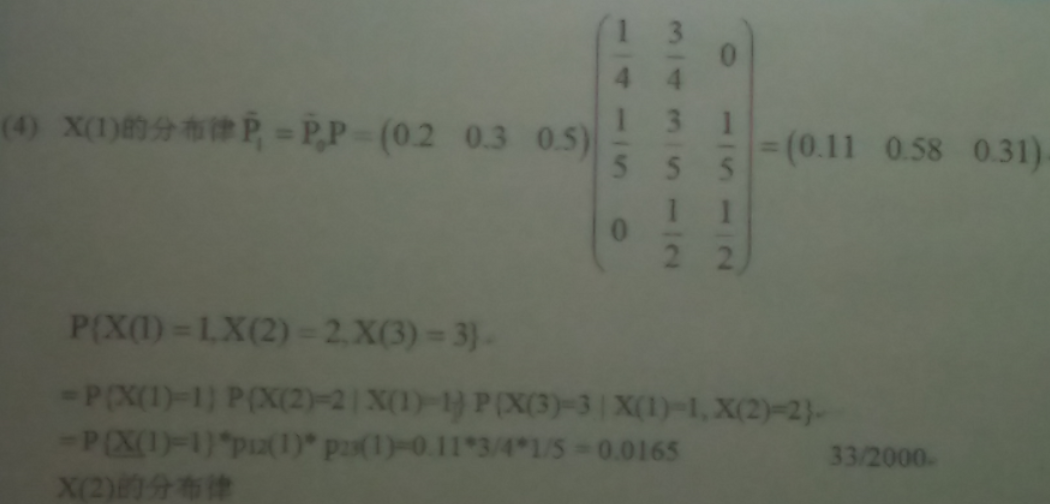 (4) X(1)的分布律 P̄₁ = P̄₀P = (0.2 0.3 0.5) (1/4 3/4 0; 1/5 3/5 1/5; 0 1/2 1/2) = (0.11 0.58 0.31)
P{X(1) = 1, X(2) = 2, X(3) = 3}
=P{X(1)=1} P{X(2)=2 | X(1)=1} P{X(3)=3 | X(1)=1, X(2)=2}
=P{X(1)=1}*p12(1)* p23(1)=0.11*3/4*1/5 = 0.0165 33/2000
X(2)的分布律